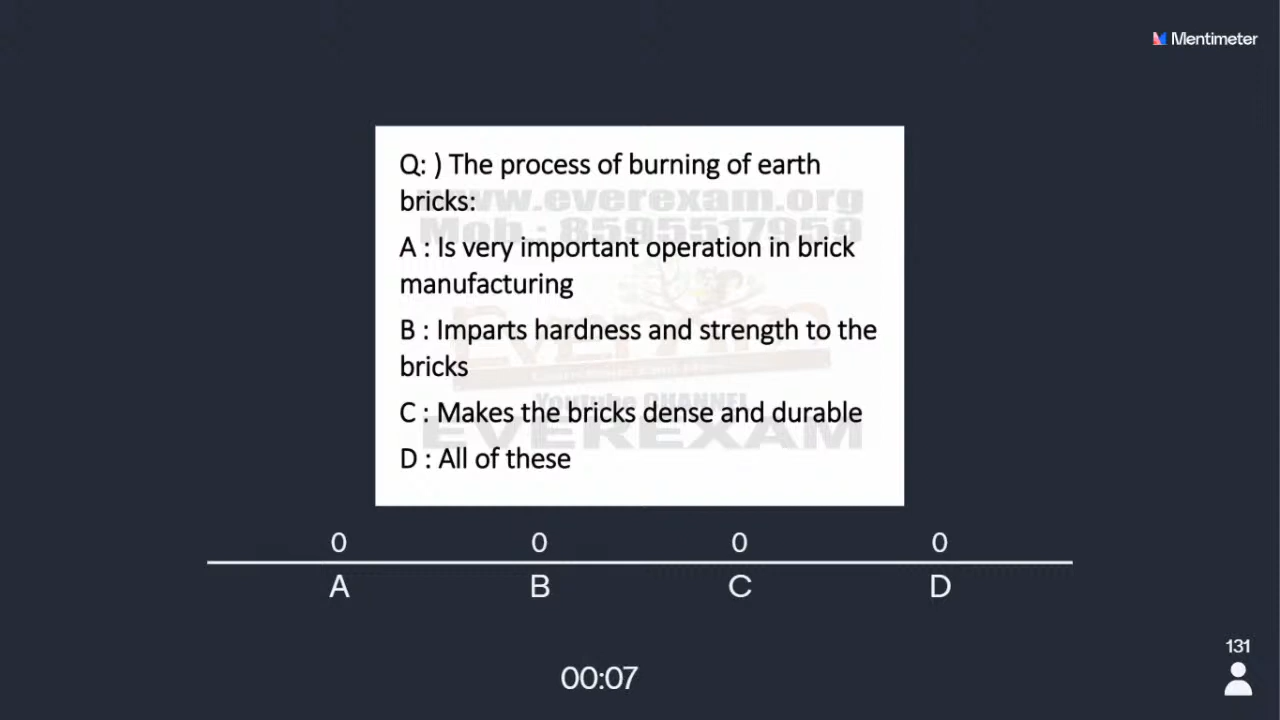 Mentimeter
Q: ) The process of burning of earth
bricks:
www.everexam.org
Mob : 8595517959
A : Is very important operation in brick
manufacturing
B : Imparts hardness and strength to the
bricks
YouTube CHANNEL
C : Makes the bricks dense and durable
EVEREXAM
D : All of these
0 0 0 0
A B C D
00:07
131